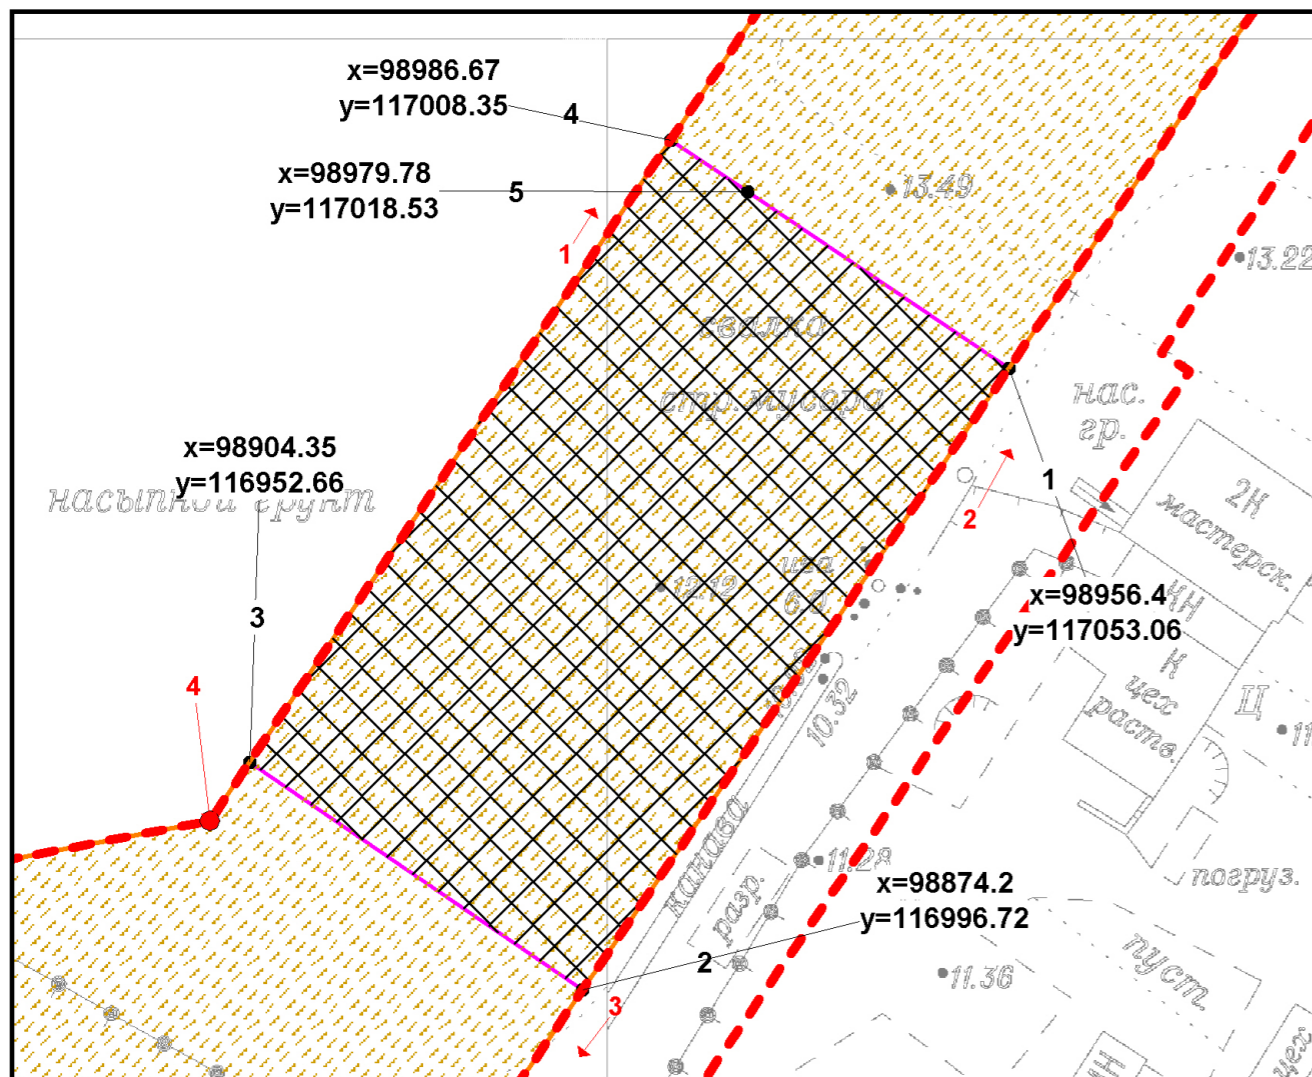 x=98986.67
y=117008.35
4
x=98979.78
y=117018.53
5
13.49
1
13.22
свалка
стр. мусора
нас.
гр.
x=98904.35
y=116952.66
насыпной грунт
1
2К
мастерск.
2
12.12
x=98956.4
y=117053.06
КН
3
К
цех
раств.
Ц
4
10.32
11.28
канава
разр.
погруз.
x=98874.2
y=116996.72
2
11.36
пуст.
3